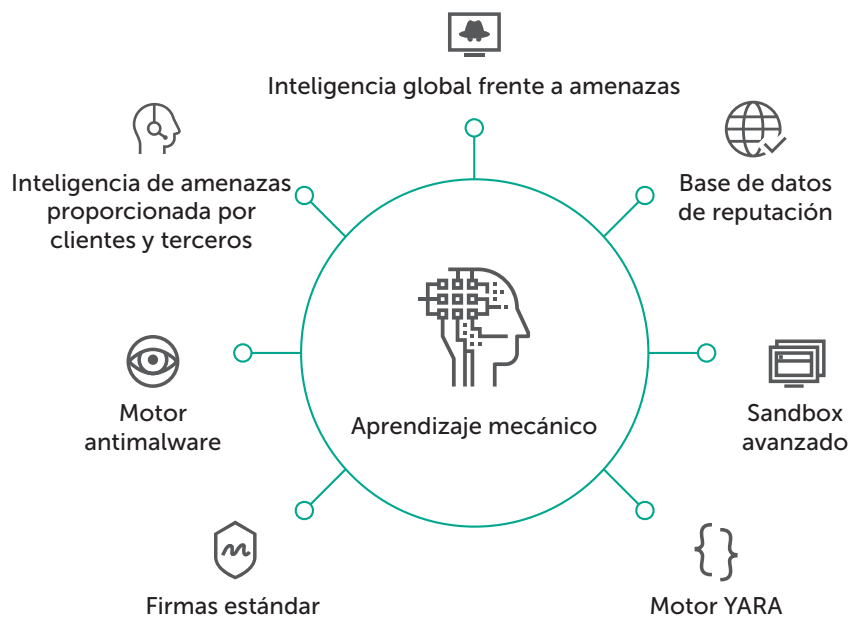 Inteligencia global frente a amenazas
Inteligencia de amenazas
proporcionada por
clientes y terceros
Base de datos
de reputación
Motor
antimalware
Aprendizaje mecánico
Sandbox
avanzado
Firmas estándar
Motor YARA